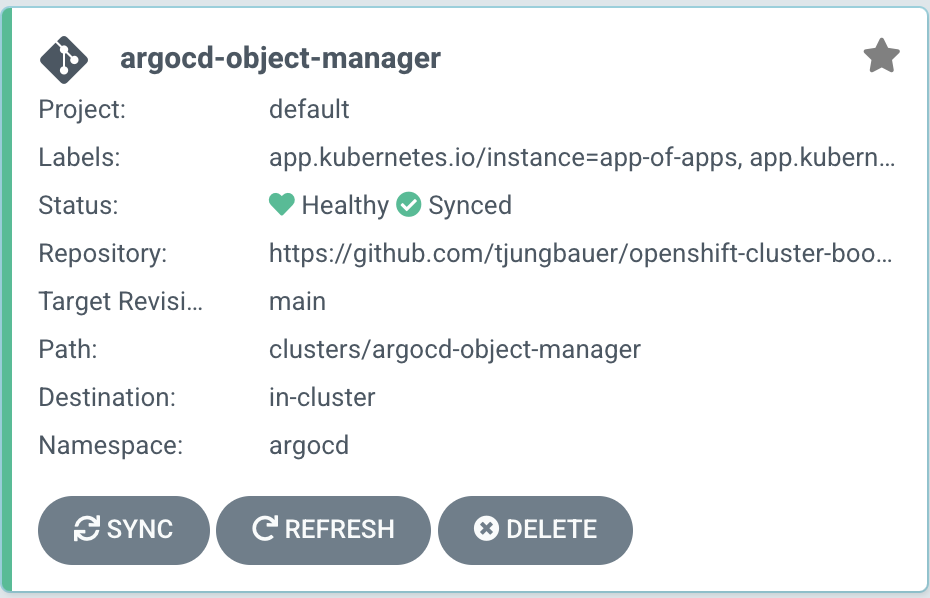 argocd-object-manager
Project: default
Labels: app.kubernetes.io/instance=app-of-apps, app.kubern...
Status: Healthy Synced
Repository: https://github.com/tjungbauer/openshift-cluster-boo...
Target Revisi... main
Path: clusters/argocd-object-manager
Destination: in-cluster
Namespace: argocd
SYNC REFRESH DELETE